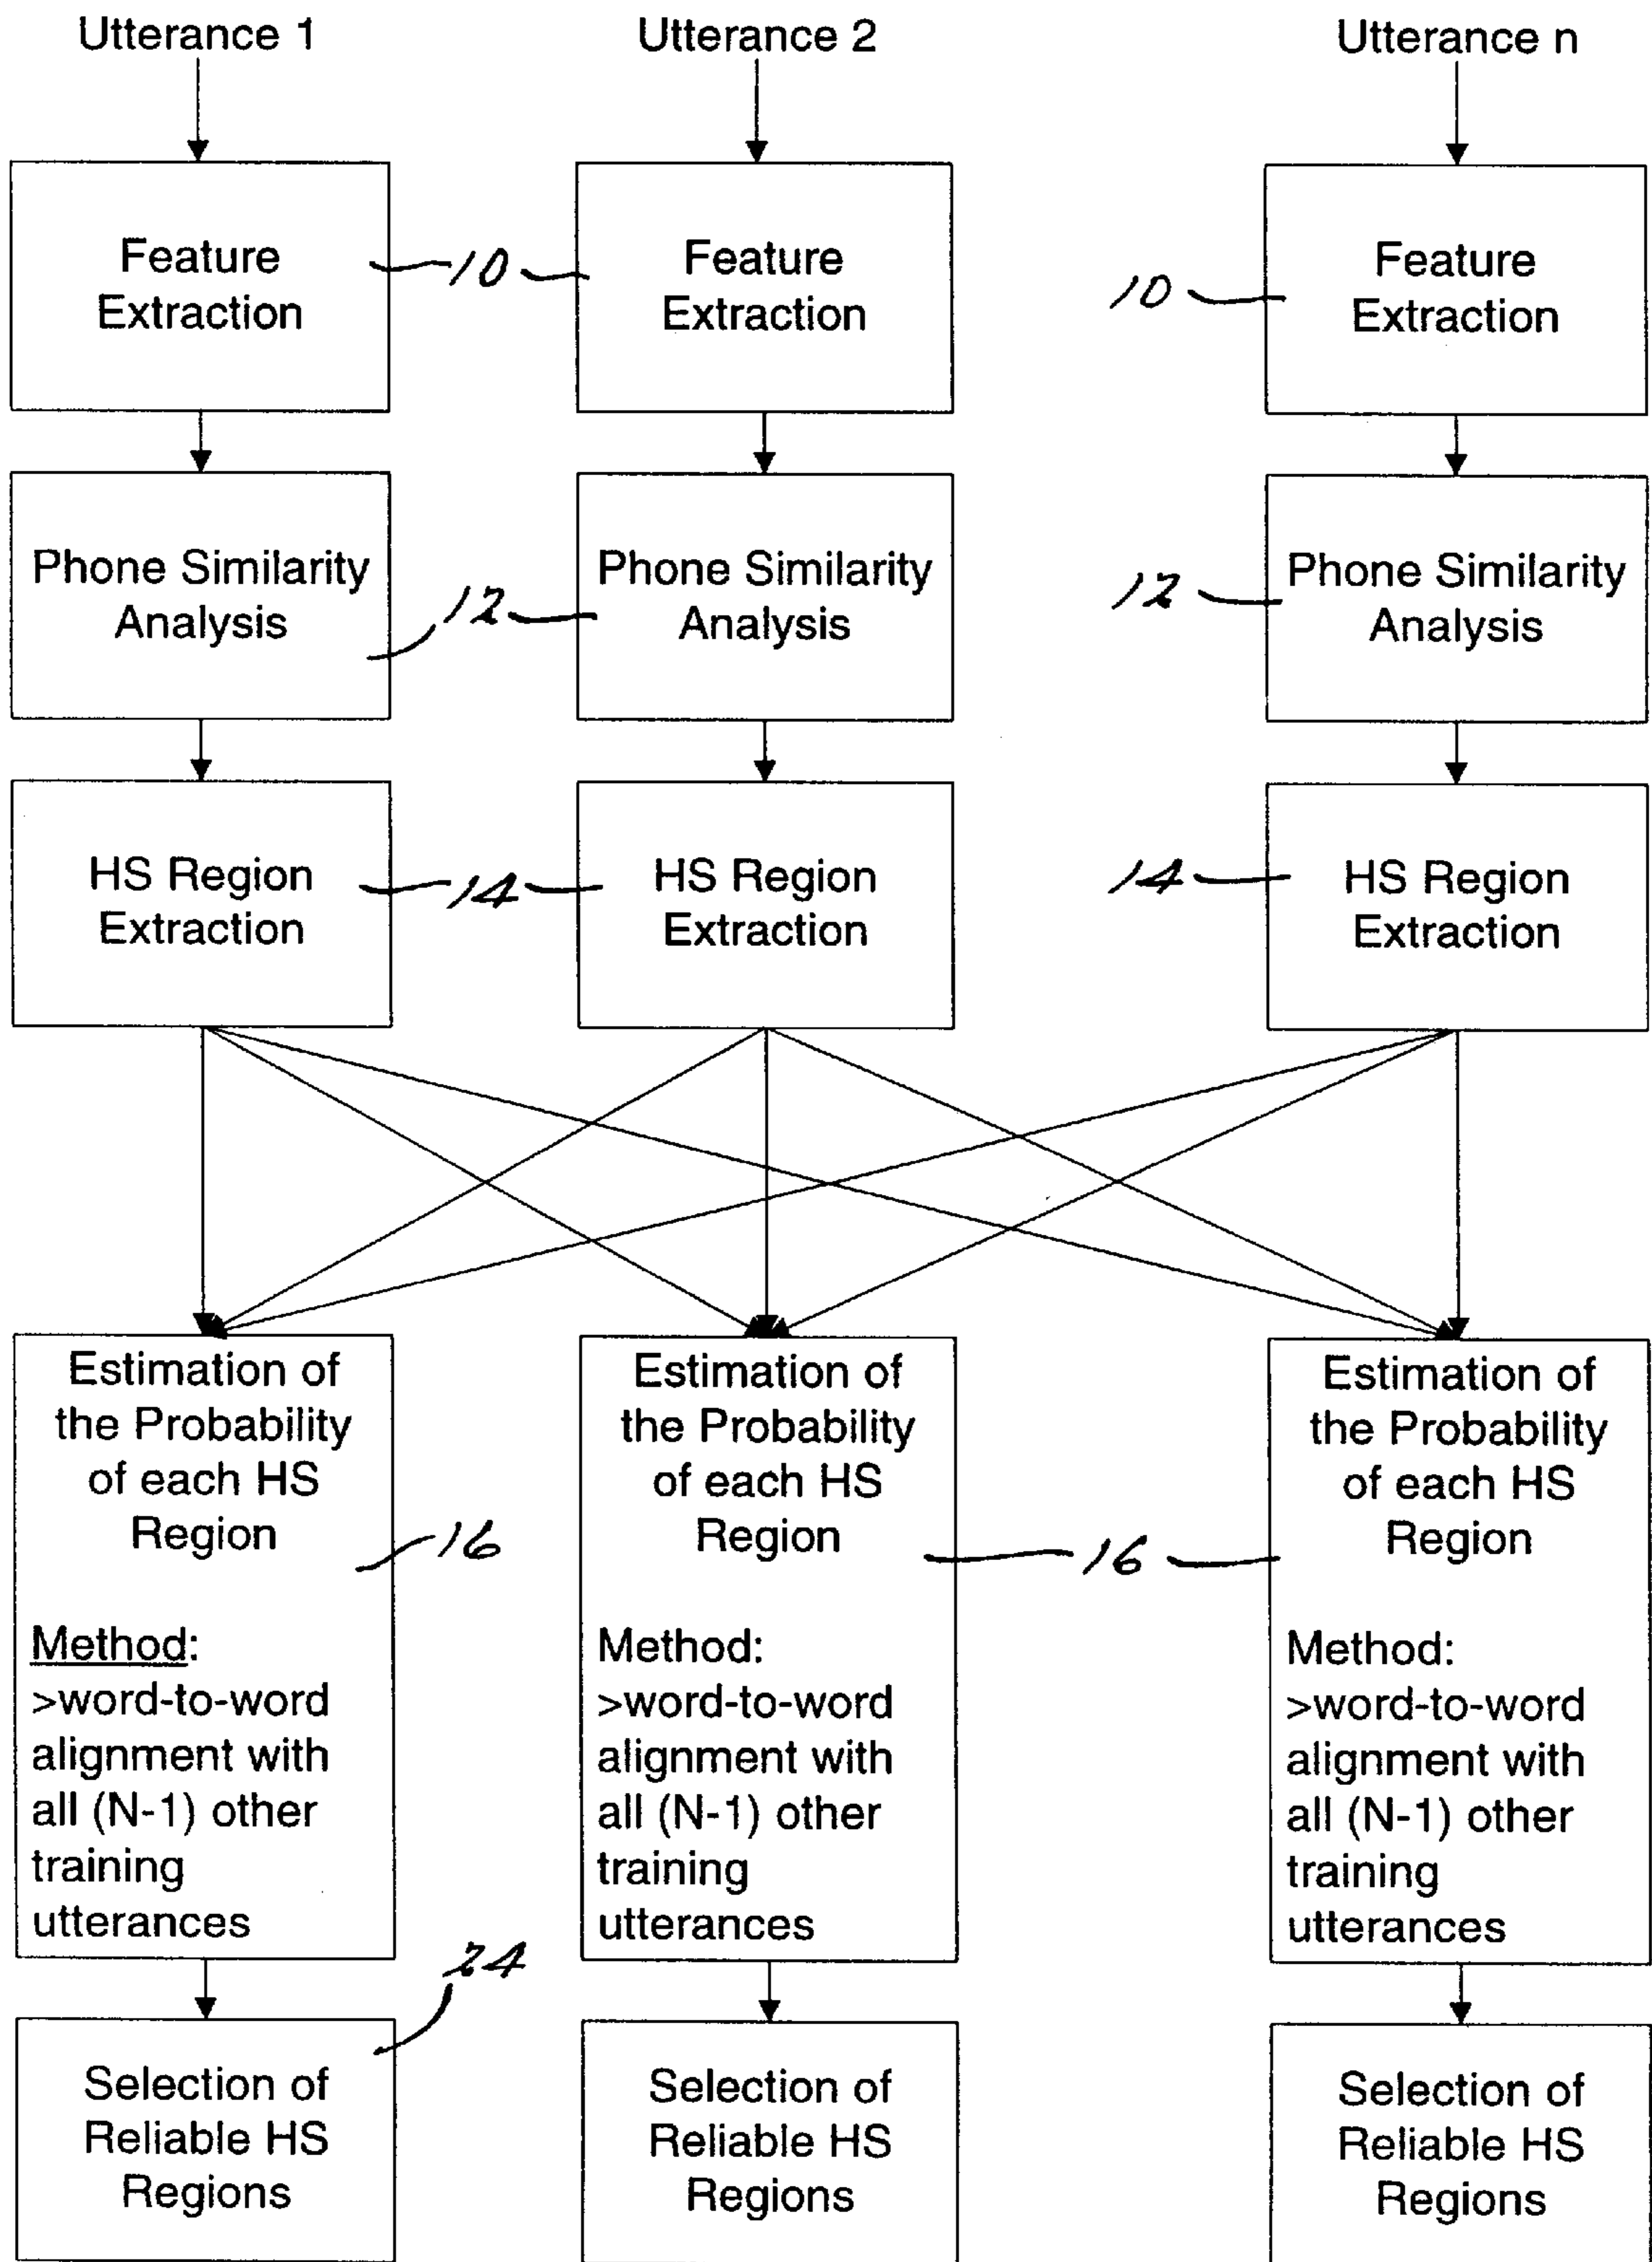 Utterance 1
Utterance 2
Utterance n
Feature
Extraction
10
Feature
Extraction
10
Feature
Extraction
Phone Similarity
Analysis
12
Phone Similarity
Analysis
12
Phone Similarity
Analysis
HS Region
Extraction
14
HS Region
Extraction
14
HS Region
Extraction
Estimation of
the Probability
of each HS
Region
16
Method:
>word-to-word
alignment with
all (N-1) other
training
utterances
Estimation of
the Probability
of each HS
Region
16
Method:
>word-to-word
alignment with
all (N-1) other
training
utterances
Estimation of
the Probability
of each HS
Region
Method:
>word-to-word
alignment with
all (N-1) other
training
utterances
24
Selection of
Reliable HS
Regions
Selection of
Reliable HS
Regions
Selection of
Reliable HS
Regions